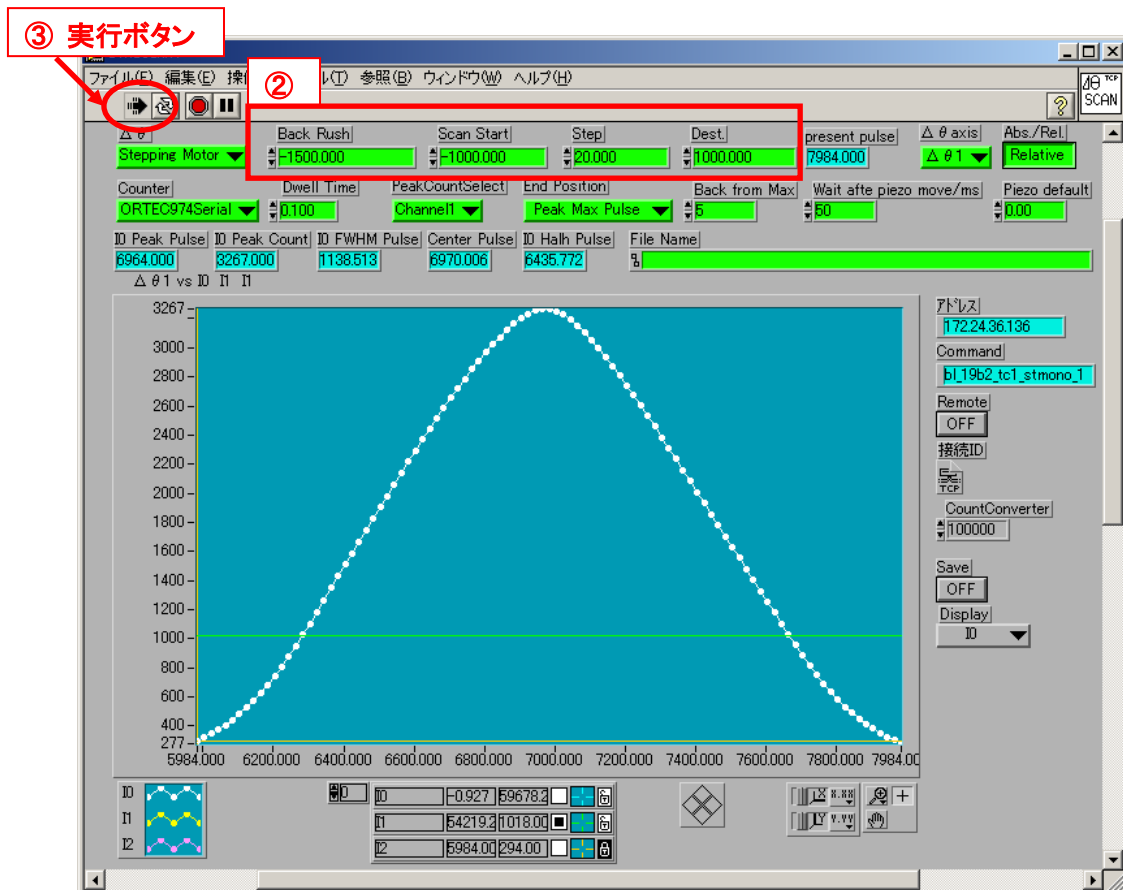 ③ 実行ボタン
②
ファイル(F) 編集(E) 操 ル(T) 参照(B) ウィンドウ(W) ヘルプ(H)
Δθ TCP
SCAN
Δθ Back Rush Scan Start Step Dest. present pulse Δθ axis Abs./Rel.
Stepping Motor -1500.000 -1000.000 20.000 1000.000 7984.000 Δθ1 Relative
Counter Dwell Time PeakCountSelect End Position Back from Max Wait afte piezo move/ms Piezo default
ORTEC974Serial 0.100 Channel1 Peak Max Pulse 5 50 0.00
I0 Peak Pulse I0 Peak Count I0 FWHM Pulse Center Pulse I0 Halh Pulse File Name
6964.000 3267.000 1138.513 6970.006 6435.772
Δθ1 vs I0 I1 I1
3267
3000
2800
2600
2400
2200
2000
1800
1600
1400
1200
1000
800
600
400
277
5984.000 6200.000 6400.000 6600.000 6800.000 7000.000 7200.000 7400.000 7600.000 7800.000 7984.00
アドレス
172.24.36.136
Command
bl_19b2_tc1_stmono_1
Remote
OFF
接続ID
TCP
CountConverter
100000
Save
OFF
Display
I0
I0
I1
I2
0
I0 -0.927 59678.2
I1 54219.2 1018.00
I2 5984.00 294.00
X X.XX
Y Y.YY